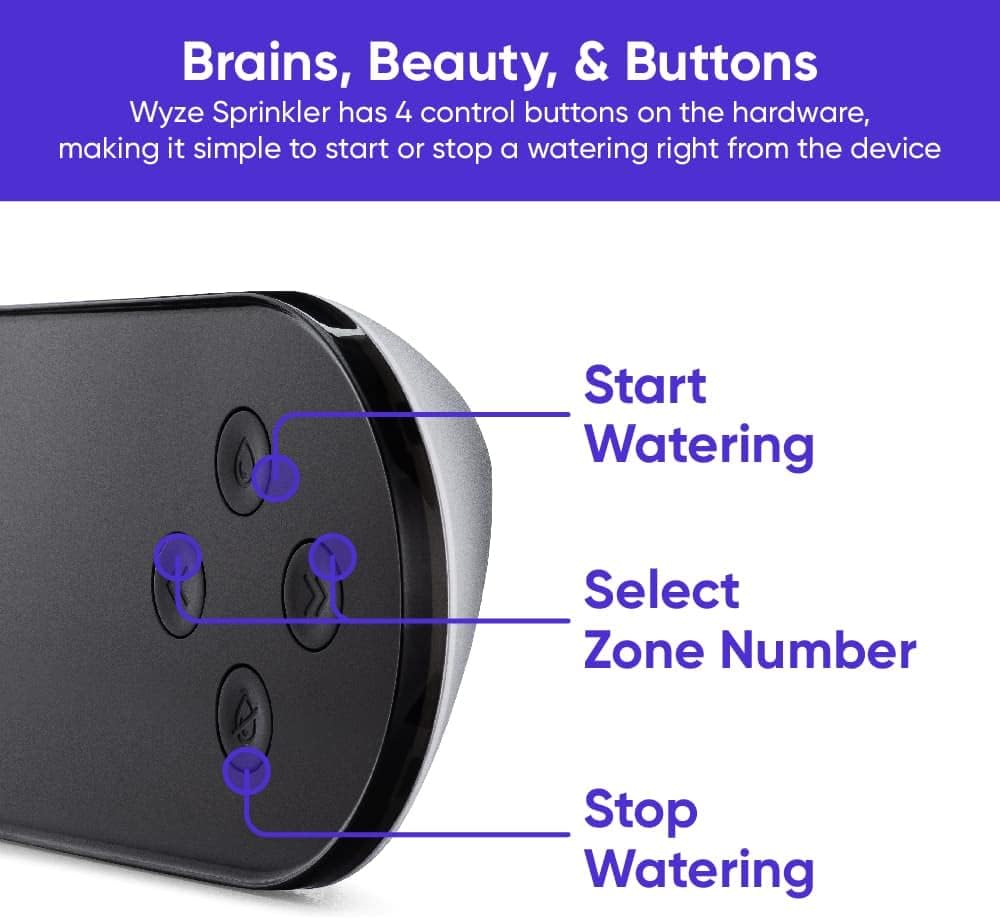 Brains, Beauty, & Buttons
Wyze Sprinkler has 4 control buttons on the hardware,
making it simple to start or stop a watering right from the device
Start
Watering
Select
Zone Number
Stop
Watering